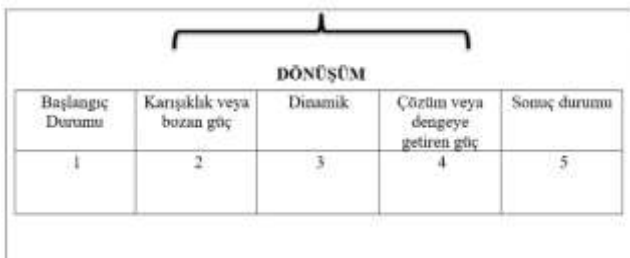 DÖNÜŞÜM
Başlangıç Durumu
Karışıklık veya bozan güç
Dinamik
Çözüm veya dengeye getiren güç
Sonuç durumu
1
2
3
4
5